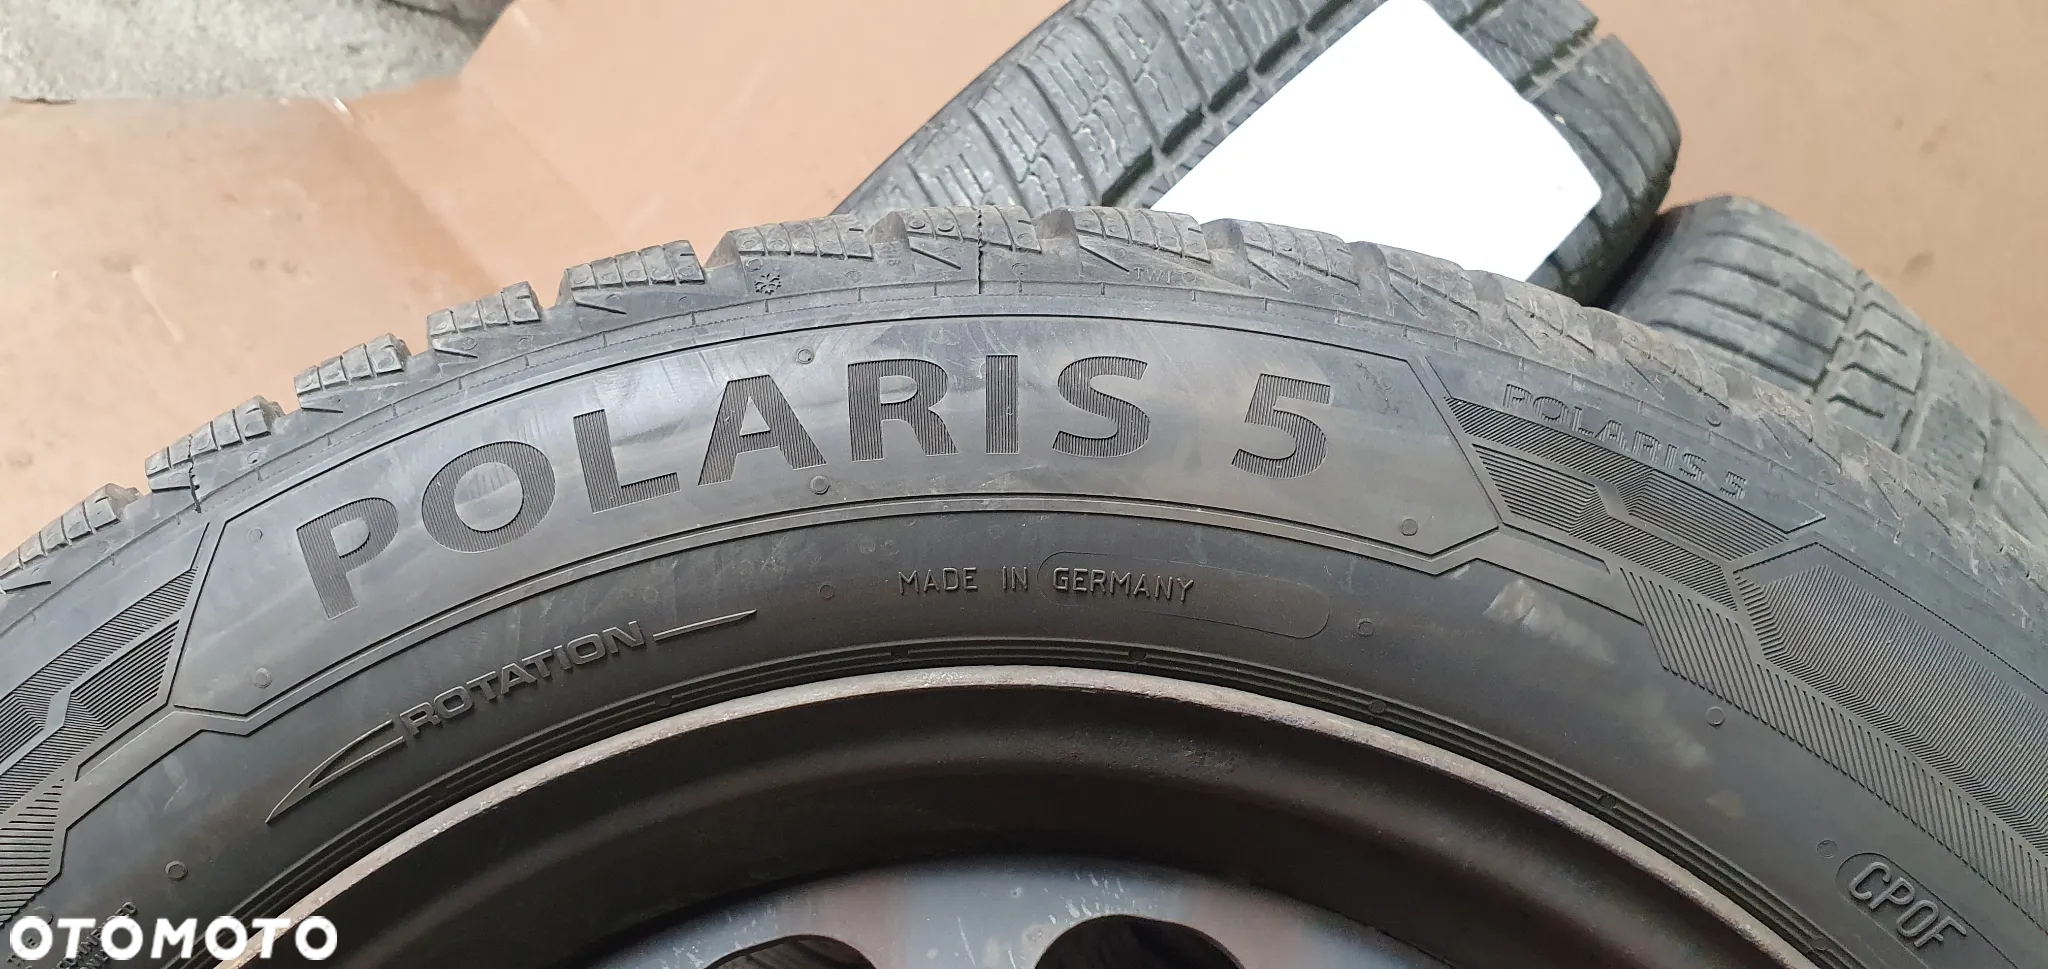 TWI
POLARIS 5
POLARIS 5
MADE IN GERMANY
ROTATION
CPOF
OTOMOTO